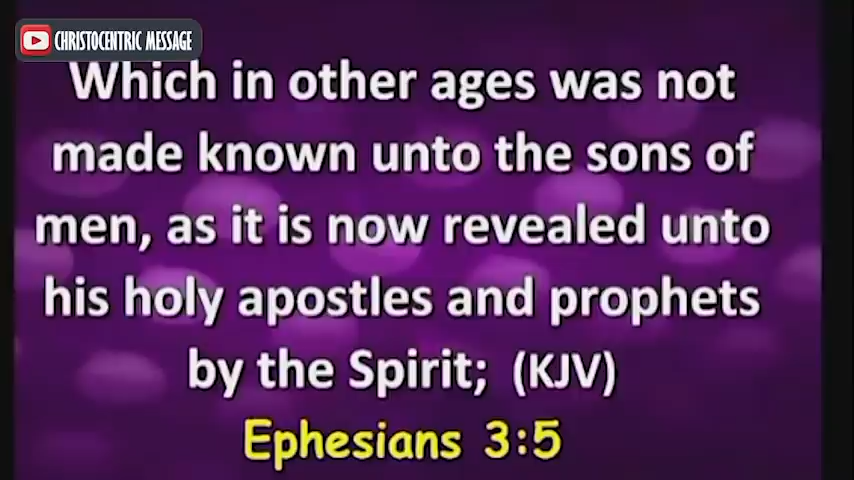 CHRISTOCENTRIC MESSAGE
Which in other ages was not
made known unto the sons of
men, as it is now revealed unto
his holy apostles and prophets
by the Spirit; (KJV)
Ephesians 3:5